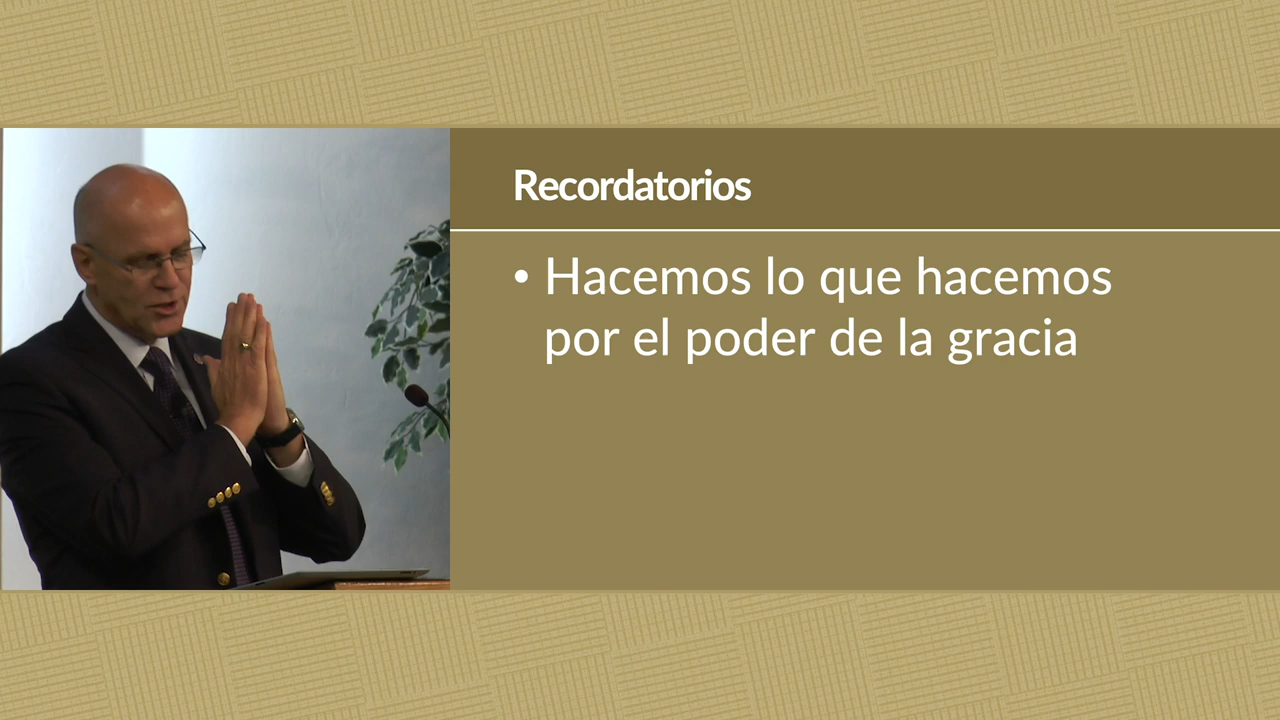 Recordatorios
• Hacemos lo que hacemos
por el poder de la gracia